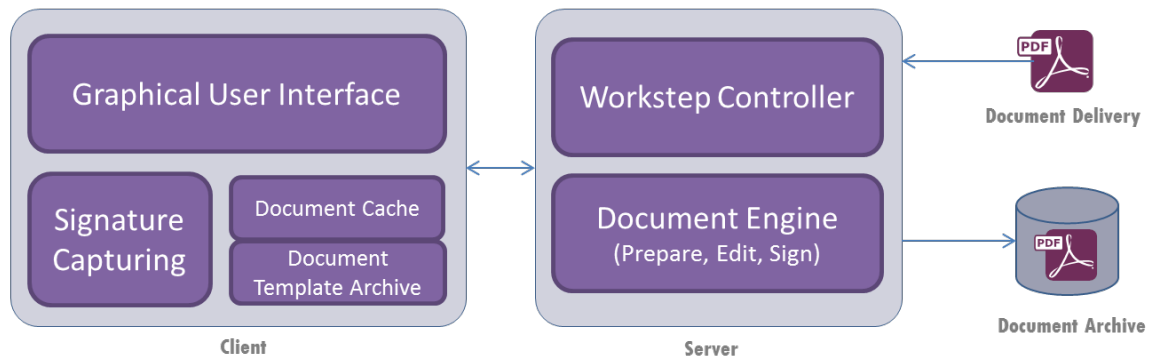 Graphical User Interface
Signature
Capturing
Document Cache
Document
Template Archive
Client
Workstep Controller
Document Engine
(Prepare, Edit, Sign)
Server
PDF
Document Delivery
PDF
Document Archive